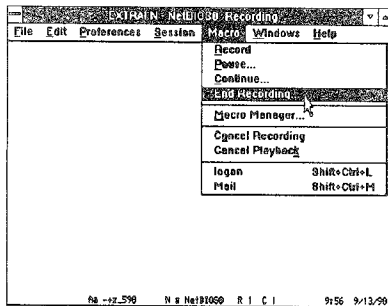 EXTRA! - NetBIOS0 Recording
File Edit Preferences Session Macro Windows Help
Record
Pause...
Continue...
End Recording...
Macro Manager...
Cancel Recording
Cancel Playback
logon Shift+Ctrl+L
Mail Shift+Ctrl+M
NetBIOS0 R 1 C 1 9:56 9/13/90